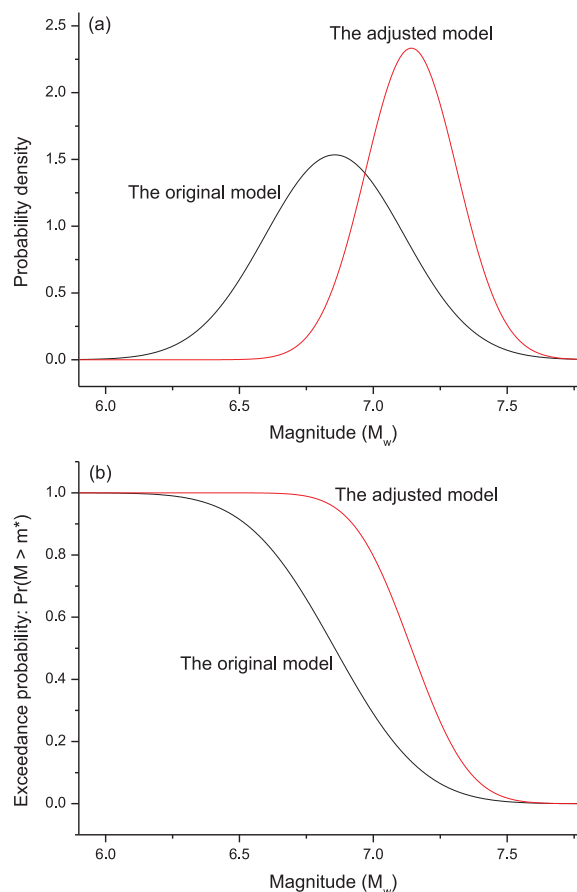 (a)
The adjusted model
The original model
Probability density
2.5
2.0
1.5
1.0
0.5
0.0
6.0 6.5 7.0 7.5
Magnitude (Mw)
(b)
The adjusted model
The original model
Exceedance probability: Pr(M > m*)
1.0
0.8
0.6
0.4
0.2
0.0
6.0 6.5 7.0 7.5
Magnitude (Mw)